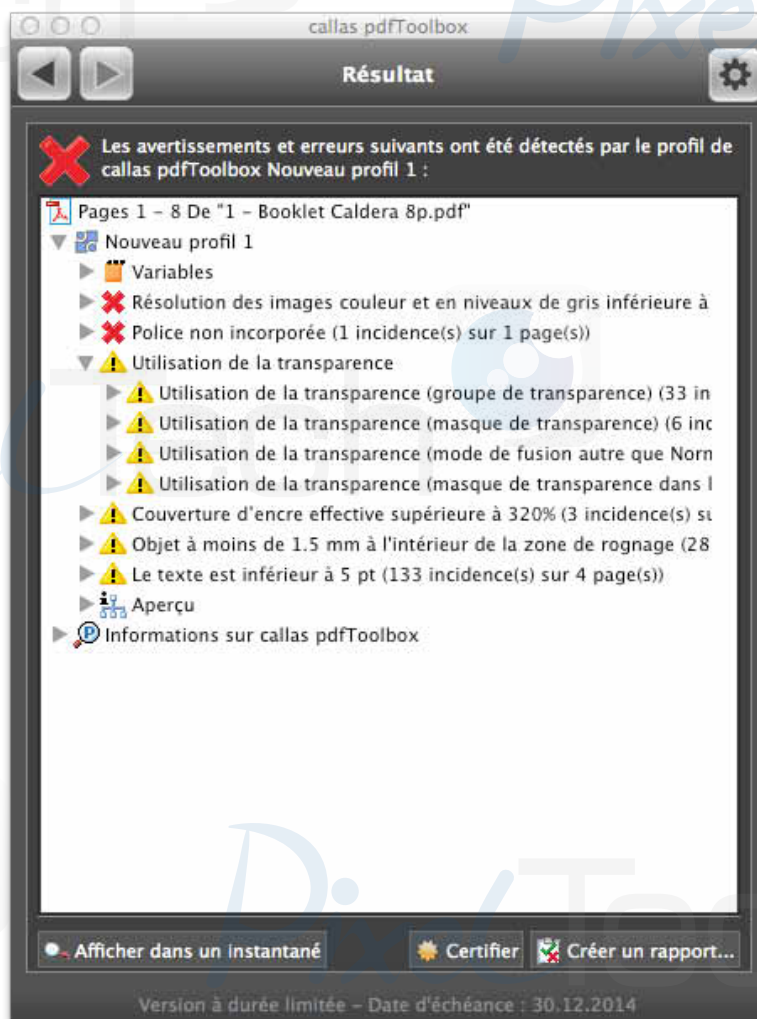 callas pdfToolbox
Résultat
Les avertissements et erreurs suivants ont été détectés par le profil de
callas pdfToolbox Nouveau profil 1 :
Pages 1 – 8 De "1 – Booklet Caldera 8p.pdf"
Nouveau profil 1
Variables
Résolution des images couleur et en niveaux de gris inférieure à
Police non incorporée (1 incidence(s) sur 1 page(s))
Utilisation de la transparence
Utilisation de la transparence (groupe de transparence) (33 in
Utilisation de la transparence (masque de transparence) (6 inc
Utilisation de la transparence (mode de fusion autre que Norn
Utilisation de la transparence (masque de transparence dans l
Couverture d'encre effective supérieure à 320% (3 incidence(s) su
Objet à moins de 1.5 mm à l'intérieur de la zone de rognage (28
Le texte est inférieur à 5 pt (133 incidence(s) sur 4 page(s))
Aperçu
Informations sur callas pdfToolbox
Afficher dans un instantané
Certifier
Créer un rapport...
Version à durée limitée – Date d'échéance : 30.12.2014
Pixel Tec